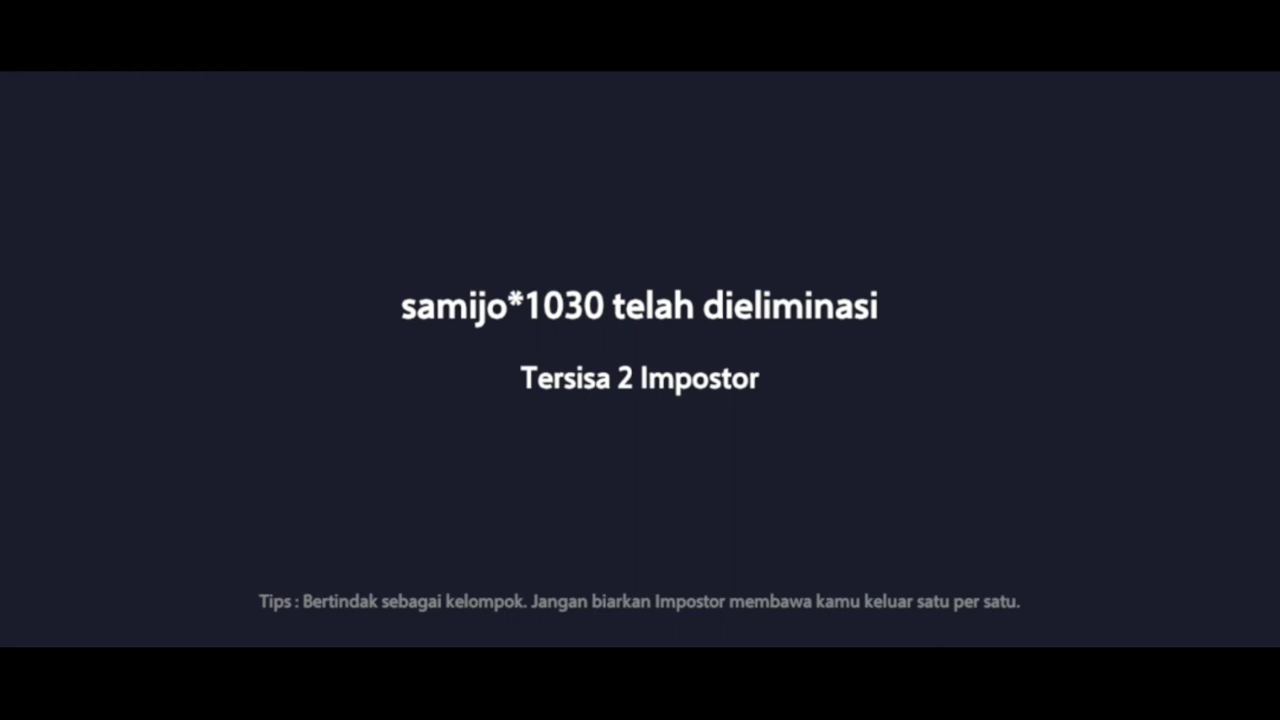 samijo*1030 telah dieliminasi
Tersisa 2 Impostor
Tips : Bertindak sebagai kelompok. Jangan biarkan Impostor membawa kamu keluar satu per satu.